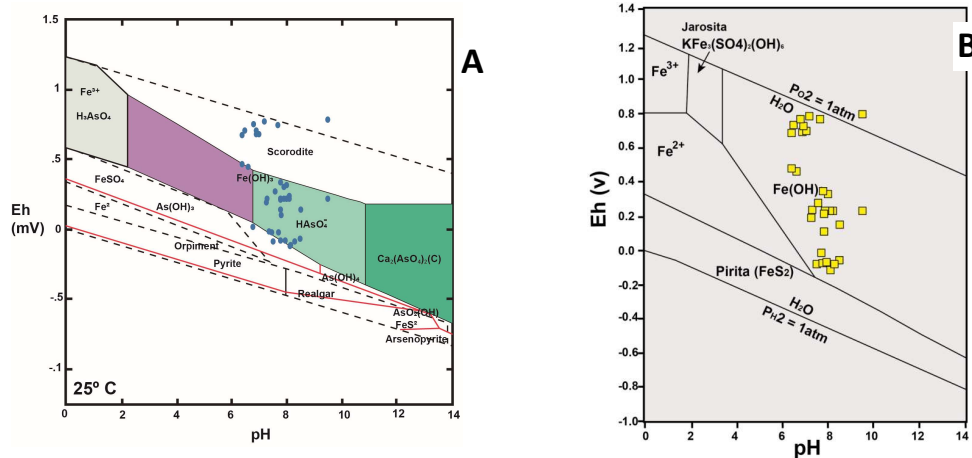 A
1.5
1
.5
0
-.5
-.1
Eh
(mV)
Fe³⁺
H₃AsO₄
Scorodite
FeSO₄
Fe(OH)₃
Fe²
As(OH)₃
HAsO₄⁻
Ca₃(AsO₄)₂(C)
Orpiment
Pyrite
As(OH)₄
Realgar
AsO₂(OH)
FeS²
Arsenopyrite
25º C
0 2 4 6 8 10 12 14
pH
B
1.4
1.2
1.0
0.8
0.6
0.4
0.2
0.0
-0.2
-0.4
-0.6
-0.8
-1.0
Eh (v)
Jarosita
KFe₃(SO4)₂(OH)₆
Fe³⁺
PO2 = 1atm
H₂O
Fe²⁺
Fe(OH)
Pirita (FeS₂)
H₂O
PH2 = 1atm
0 2 4 6 8 10 12 14
pH